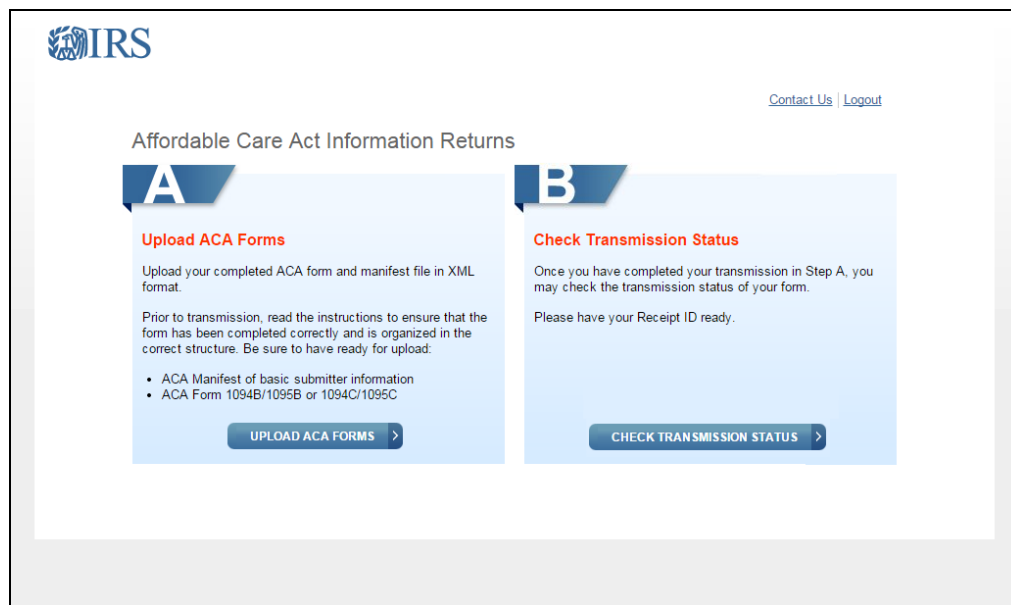 IRS
Contact Us | Logout
Affordable Care Act Information Returns
A
Upload ACA Forms
Upload your completed ACA form and manifest file in XML
format.
Prior to transmission, read the instructions to ensure that the
form has been completed correctly and is organized in the
correct structure. Be sure to have ready for upload:
• ACA Manifest of basic submitter information
• ACA Form 1094B/1095B or 1094C/1095C
UPLOAD ACA FORMS >
B
Check Transmission Status
Once you have completed your transmission in Step A, you
may check the transmission status of your form.
Please have your Receipt ID ready.
CHECK TRANSMISSION STATUS >